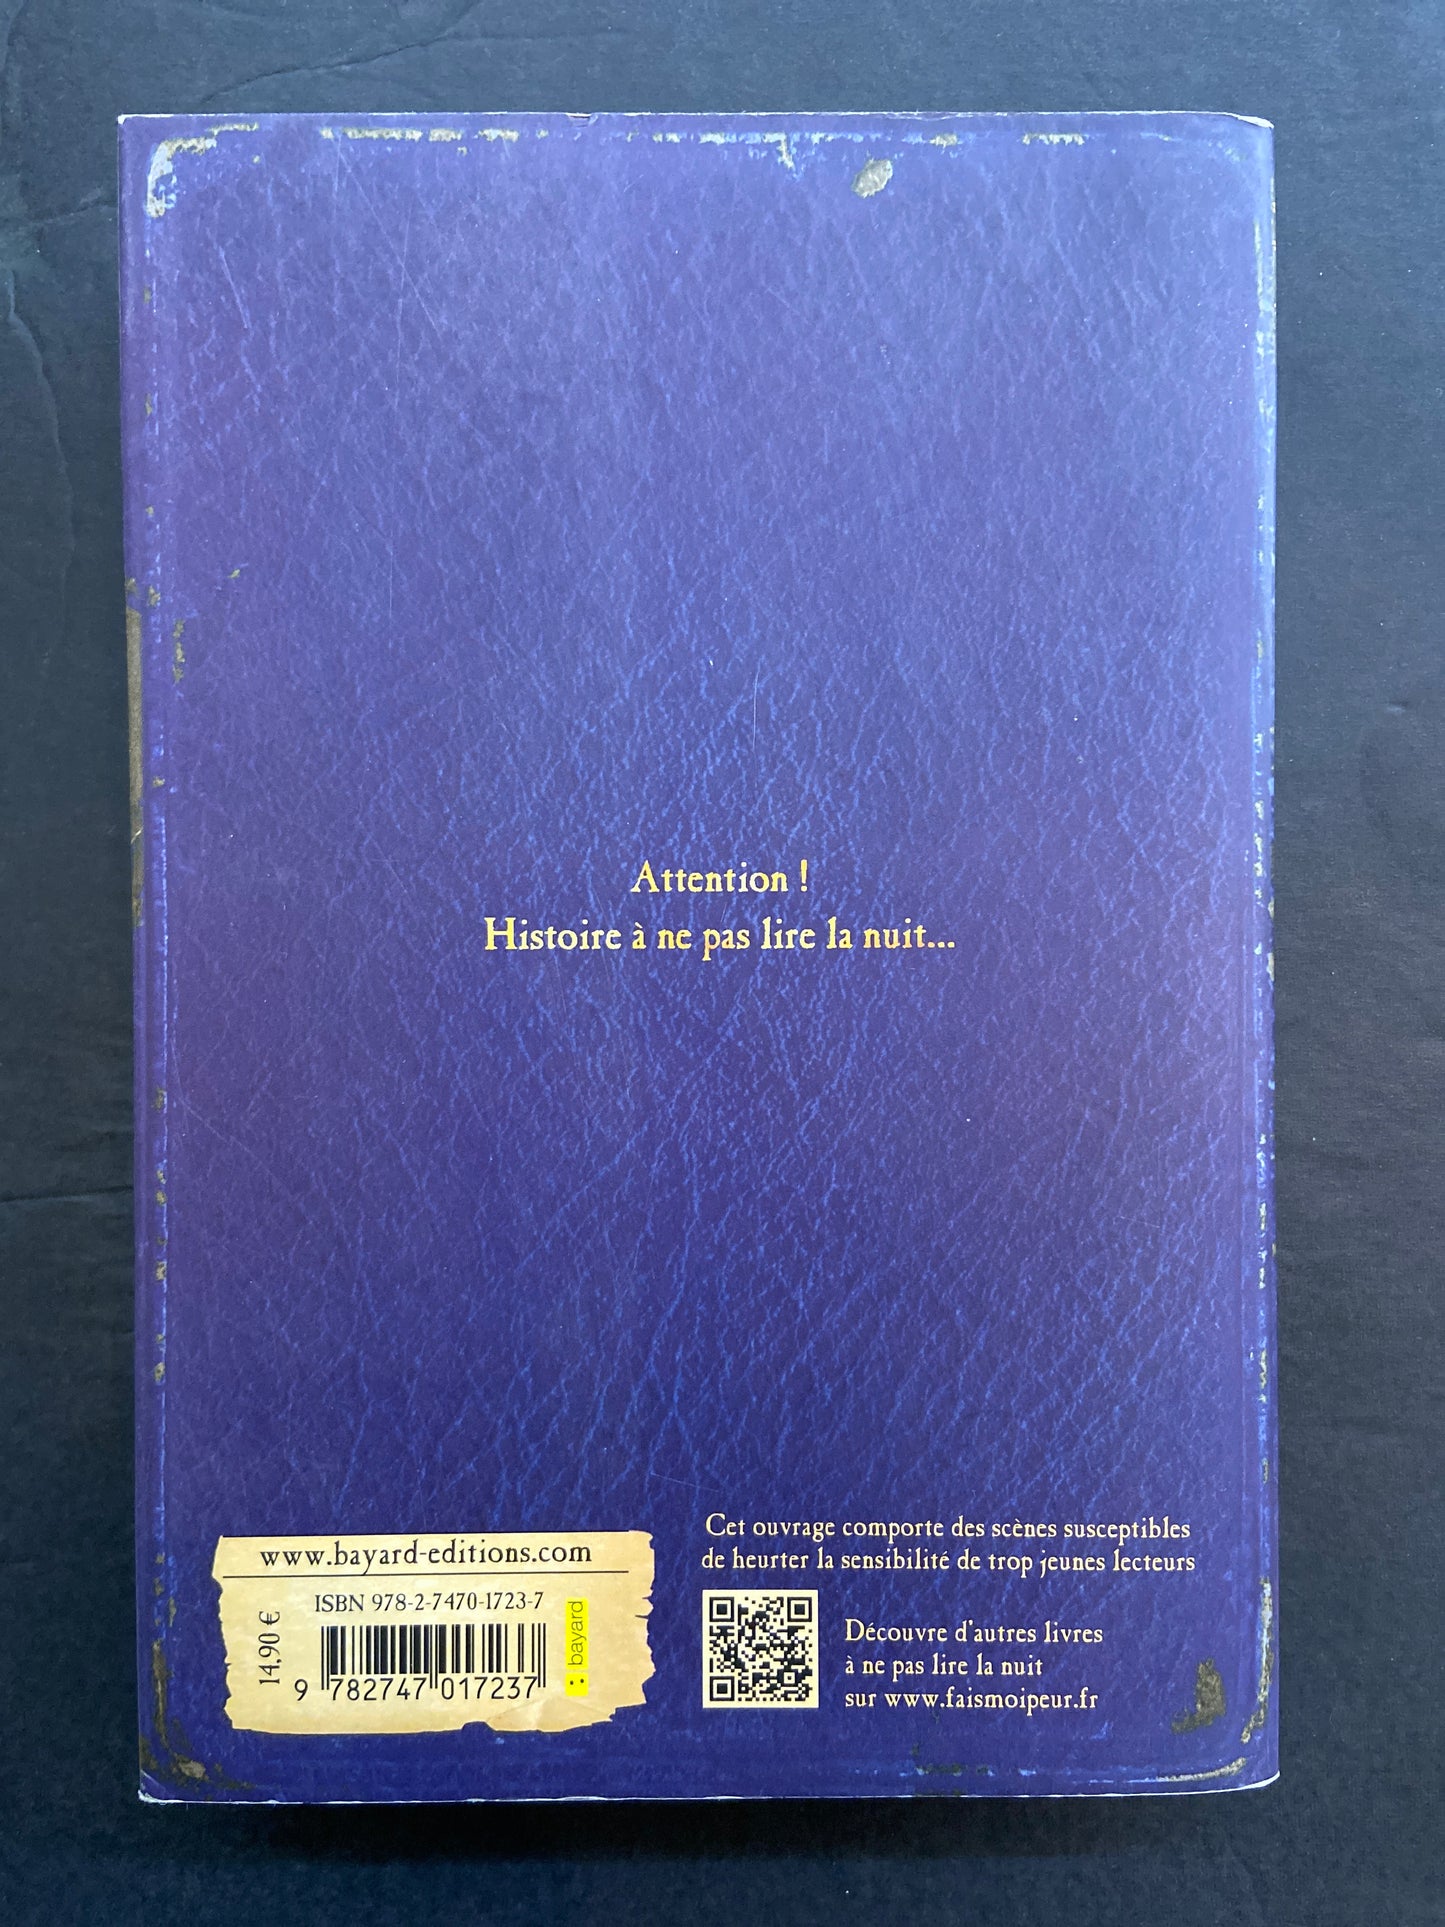 Attention !
Histoire à ne pas lire la nuit...
www.bayard-editions.com
ISBN 978-2-7470-1723-7
14,90 €
9 782747 017237
: bayard
Cet ouvrage comporte des scènes susceptibles
de heurter la sensibilité de trop jeunes lecteurs
Découvre d'autres livres
à ne pas lire la nuit
sur www.faismoipeur.fr